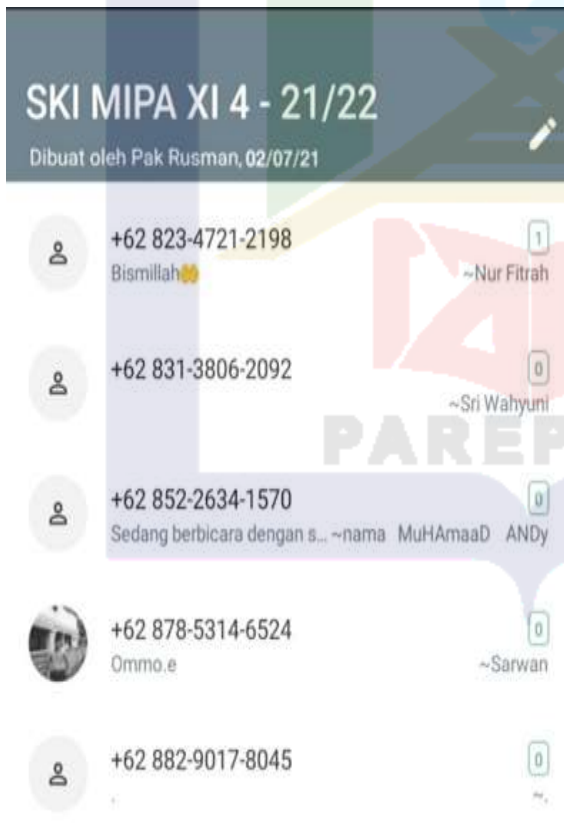 SKI MIPA XI 4 - 21/22
Dibuat oleh Pak Rusman, 02/07/21
+62 823-4721-2198 1
Bismillah🤲 ~Nur Fitrah
+62 831-3806-2092 0
~Sri Wahyuni
PAREP
+62 852-2634-1570 0
Sedang berbicara dengan s... ~nama MuHAmaaD ANDy
+62 878-5314-6524 0
Ommo.e ~Sarwan
+62 882-9017-8045 0
. ~.